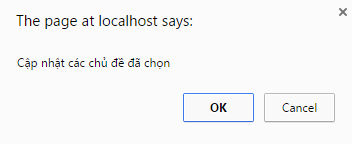 The page at localhost says:
Cập nhật các chủ đề đã chọn
OK
Cancel